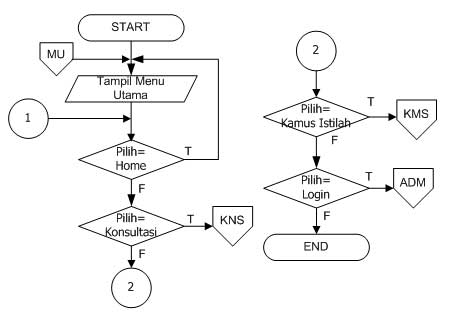 START
MU
Tampil Menu
Utama
1
Pilih=
Home
T
F
Pilih=
Konsultasi
T
KNS
F
2
2
Pilih=
Kamus Istilah
T
KMS
F
Pilih=
Login
T
ADM
F
END